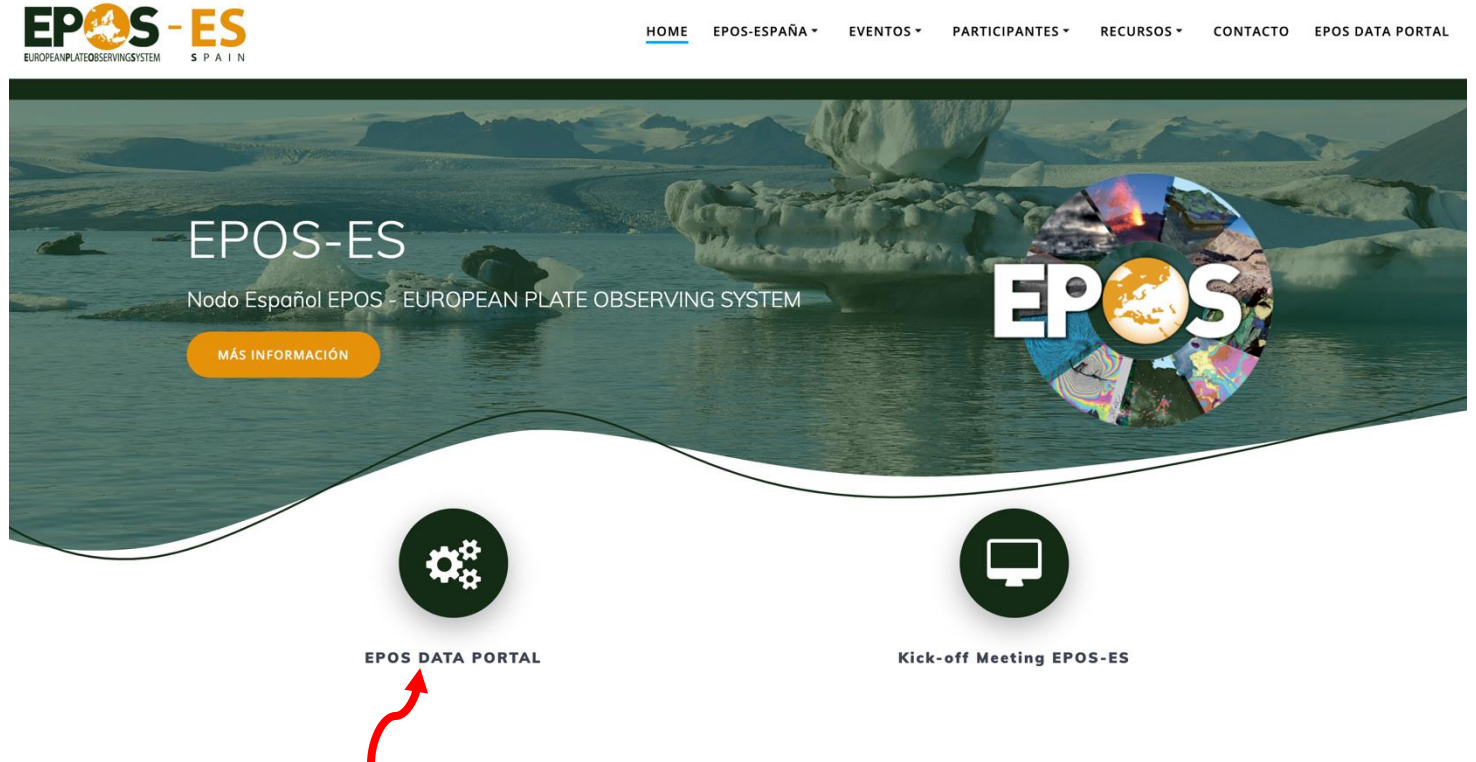 EPOS - ES
EUROPEANPLATEOBSERVINGSYSTEM SPAIN
HOME EPOS-ESPAÑA EVENTOS PARTICIPANTES RECURSOS CONTACTO EPOS DATA PORTAL
EPOS-ES
Nodo Español EPOS - EUROPEAN PLATE OBSERVING SYSTEM
MÁS INFORMACIÓN
EPOS
EPOS DATA PORTAL
Kick-off Meeting EPOS-ES